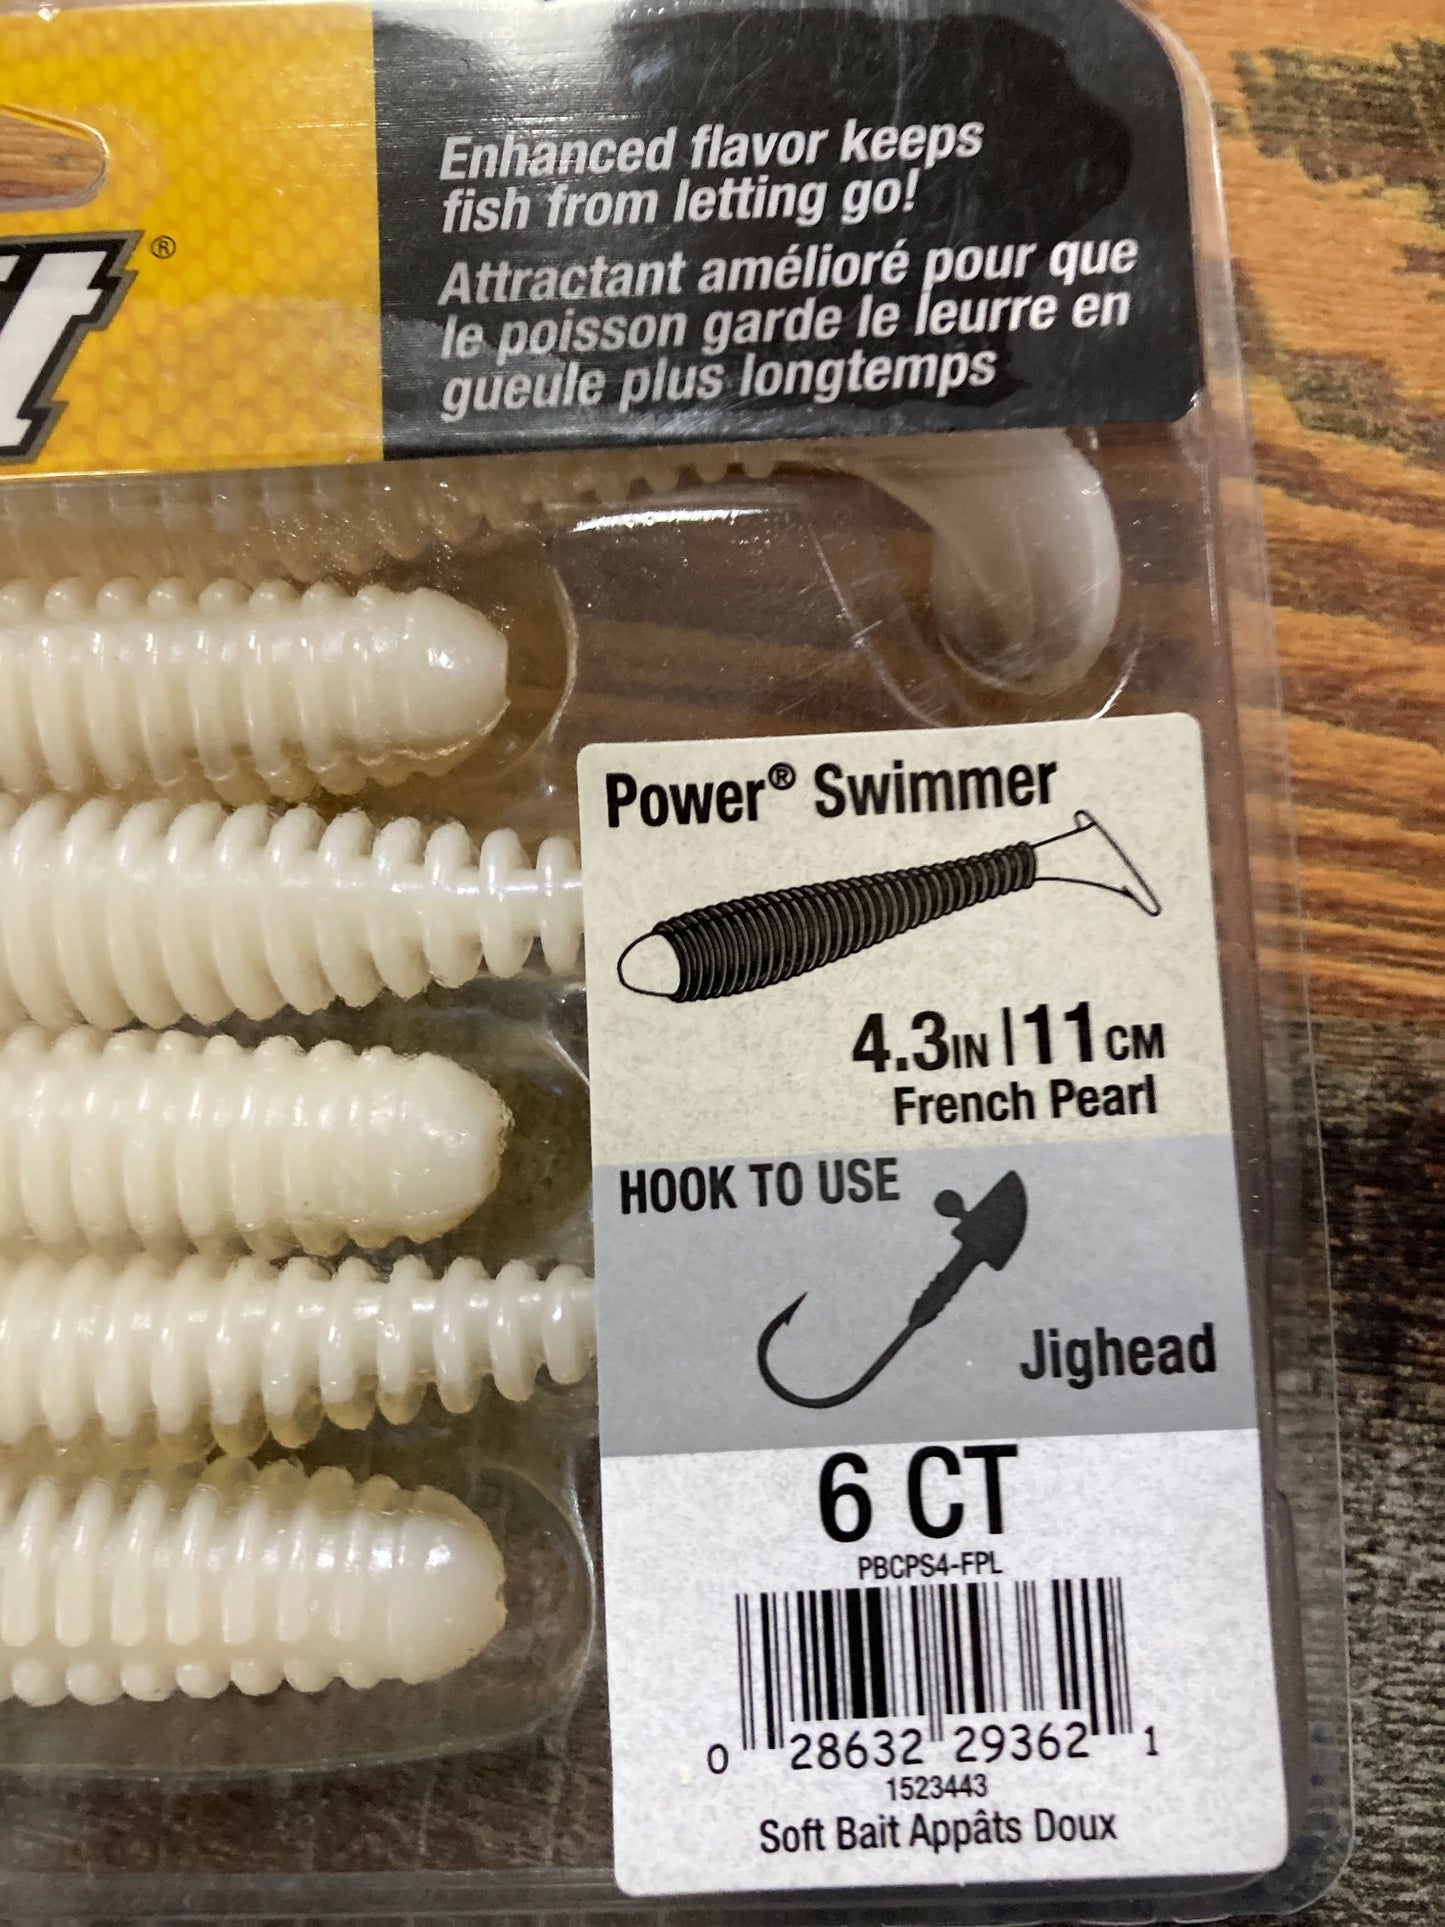 Enhanced flavor keeps
fish from letting go!
Attractant amélioré pour que
le poisson garde le leurre en
gueule plus longtemps
®
Power® Swimmer
4.3IN | 11CM
French Pearl
HOOK TO USE
Jighead
6 CT
PBCPS4-FPL
0 28632 29362 1
1523443
Soft Bait Appâts Doux